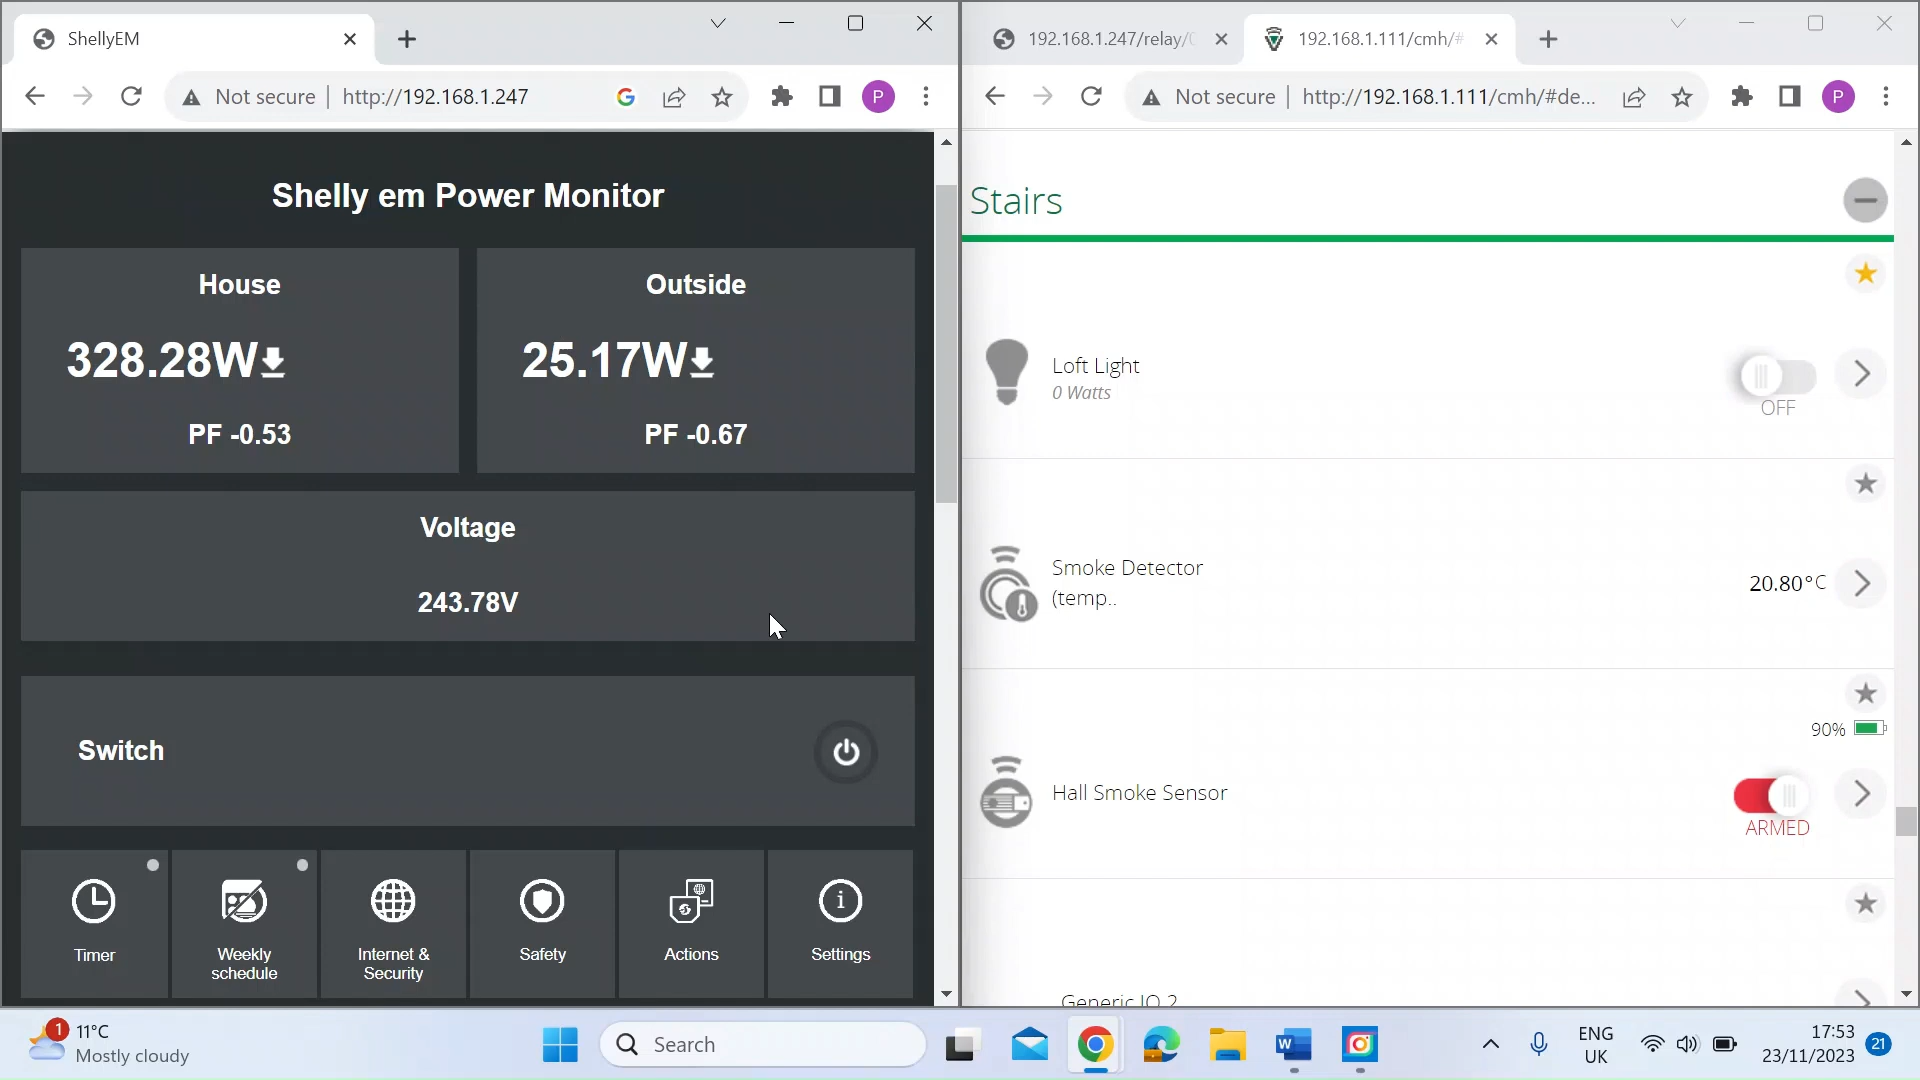 ShellyEM
Not secure
http://192.168.1.247
P
Shelly em Power Monitor
House
Outside
328.28W
25.17W
PF -0.53
PF -0.67
Voltage
243.78V
Switch
Timer
Weekly
schedule
Internet &
Security
Safety
Actions
Settings
192.168.1.247/relay/
192.168.1.111/cmh/#
Not secure
http://192.168.1.111/cmh/#de...
P
Stairs
Loft Light
0 Watts
OFF
Smoke Detector
(temp..
20.80°C
90%
Hall Smoke Sensor
ARMED
Generic IO 2
1
11°C
Mostly cloudy
Search
ENG
UK
17:53
23/11/2023
21